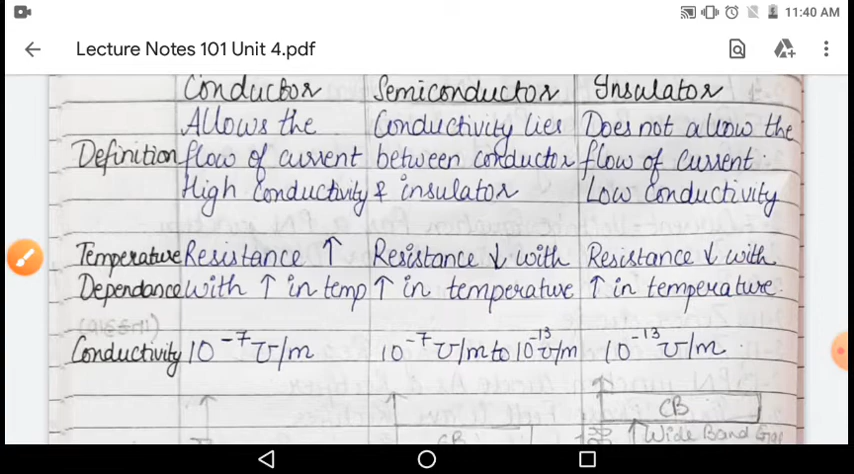 11:40 AM
Lecture Notes 101 Unit 4.pdf
Conductor Semiconductor Insulator
Allows the Conductivity lies Does not allow the
Definition flow of current between conductor flow of current.
High Conductivity & insulator Low Conductivity
Temperature Resistance ↑ Resistance ↓ with Resistance ↓ with
Dependance with ↑ in temp ↑ in temperature ↑ in temperature
Conductivity 10⁻⁷ ℧/m 10⁻⁷ ℧/m to 10⁻¹³ ℧/m 10⁻¹³ ℧/m
CB
CB
Wide Band Gap